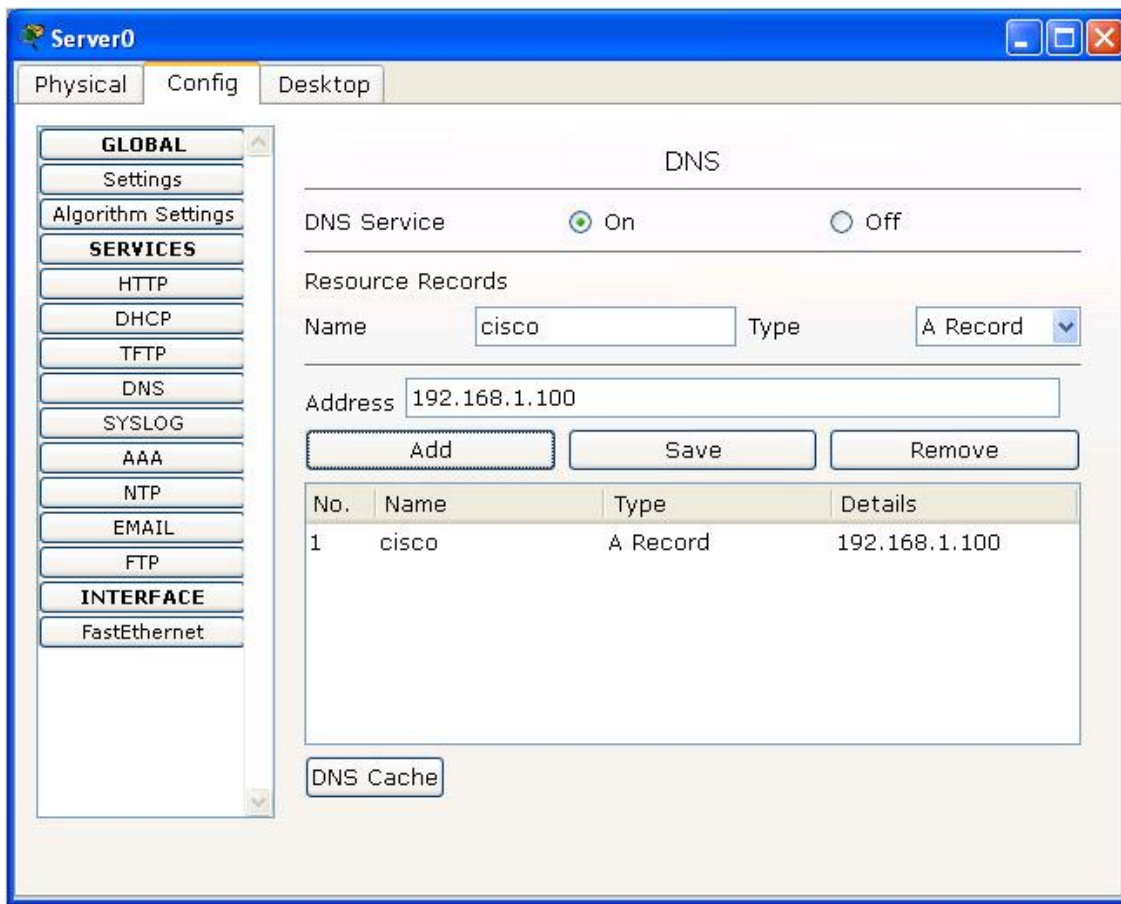 Server0
Physical Config Desktop
GLOBAL
Settings
Algorithm Settings
SERVICES
HTTP
DHCP
TFTP
DNS
SYSLOG
AAA
NTP
EMAIL
FTP
INTERFACE
FastEthernet
DNS
DNS Service On Off
Resource Records
Name cisco Type A Record
Address 192.168.1.100
Add Save Remove
No. Name Type Details
1 cisco A Record 192.168.1.100
DNS Cache